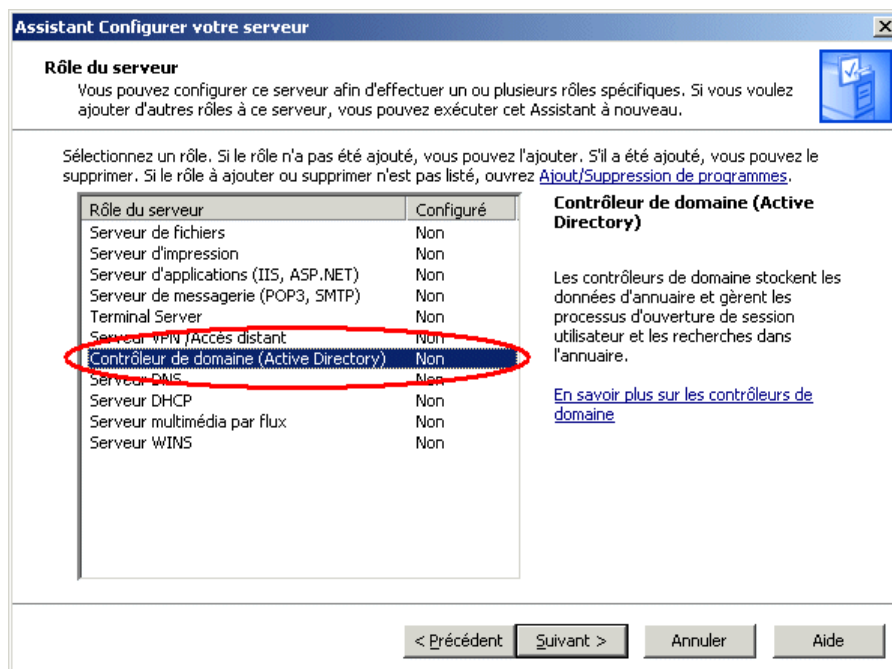 Assistant Configurer votre serveur
Rôle du serveur
Vous pouvez configurer ce serveur afin d'effectuer un ou plusieurs rôles spécifiques. Si vous voulez
ajouter d'autres rôles à ce serveur, vous pouvez exécuter cet Assistant à nouveau.
Sélectionnez un rôle. Si le rôle n'a pas été ajouté, vous pouvez l'ajouter. S'il a été ajouté, vous pouvez le
supprimer. Si le rôle à ajouter ou supprimer n'est pas listé, ouvrez Ajout/Suppression de programmes.
Rôle du serveur Configuré
Serveur de fichiers Non
Serveur d'impression Non
Serveur d'applications (IIS, ASP.NET) Non
Serveur de messagerie (POP3, SMTP) Non
Terminal Server Non
Serveur VPN /Accès distant Non
Contrôleur de domaine (Active Directory) Non
Serveur DNS Non
Serveur DHCP Non
Serveur multimédia par flux Non
Serveur WINS Non
Contrôleur de domaine (Active
Directory)
Les contrôleurs de domaine stockent les
données d'annuaire et gèrent les
processus d'ouverture de session
utilisateur et les recherches dans
l'annuaire.
En savoir plus sur les contrôleurs de
domaine
< Précédent Suivant > Annuler Aide